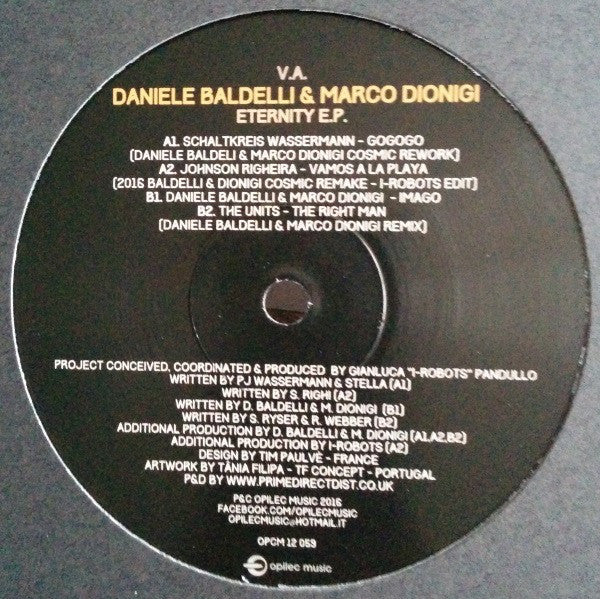 V.A.
DANIELE BALDELLI & MARCO DIONIGI
ETERNITY E.P.
A1. SCHALTKREIS WASSERMANN - GOGOGO
(DANIELE BALDELI & MARCO DIONIGI COSMIC REWORK)
A2. JOHNSON RIGHEIRA - VAMOS A LA PLAYA
(2016 BALDELLI & DIONIGI COSMIC REMAKE - I-ROBOTS EDIT)
B1. DANIELE BALDELLI & MARCO DIONIGI - IMAGO
B2. THE UNITS - THE RIGHT MAN
(DANIELE BALDELLI & MARCO DIONIGI REMIX)
PROJECT CONCEIVED, COORDINATED & PRODUCED BY GIANLUCA "I-ROBOTS" PANDULLO
WRITTEN BY PJ WASSERMANN & STELLA (A1)
WRITTEN BY S. RIGHI (A2)
WRITTEN BY D. BALDELLI & M. DIONIGI (B1)
WRITTEN BY S. RYSER & R. WEBBER (B2)
ADDITIONAL PRODUCTION BY D. BALDELLI & M. DIONIGI (A1,A2,B2)
ADDITIONAL PRODUCTION BY I-ROBOTS (A2)
DESIGN BY TIM PAULVÉ - FRANCE
ARTWORK BY TÂNIA FILIPA - TF CONCEPT - PORTUGAL
P&D BY WWW.PRIMEDIRECTDIST.CO.UK
P&C OPILEC MUSIC 2016
FACEBOOK.COM/OPILECMUSIC
OPILECMUSIC@HOTMAIL.IT
OPCM 12 059
opilec music